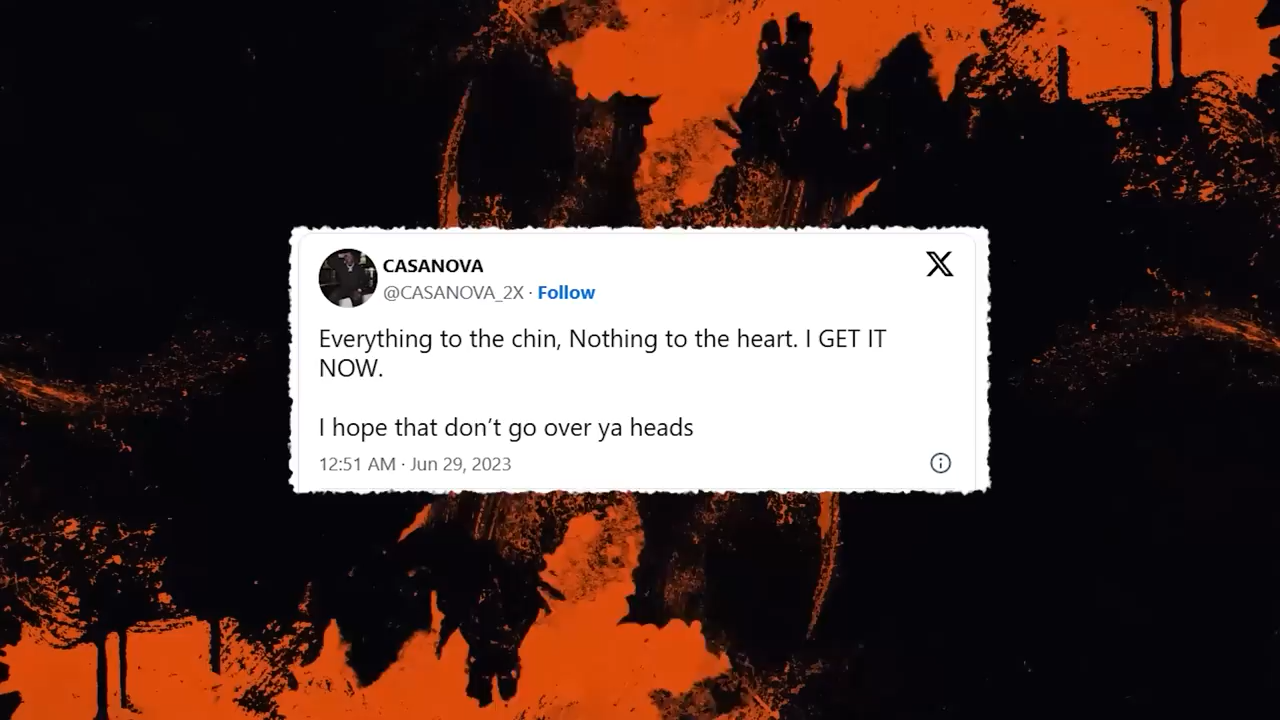 CASANOVA
@CASANOVA_2X · Follow
Everything to the chin, Nothing to the heart. I GET IT
NOW.
I hope that don’t go over ya heads
12:51 AM · Jun 29, 2023